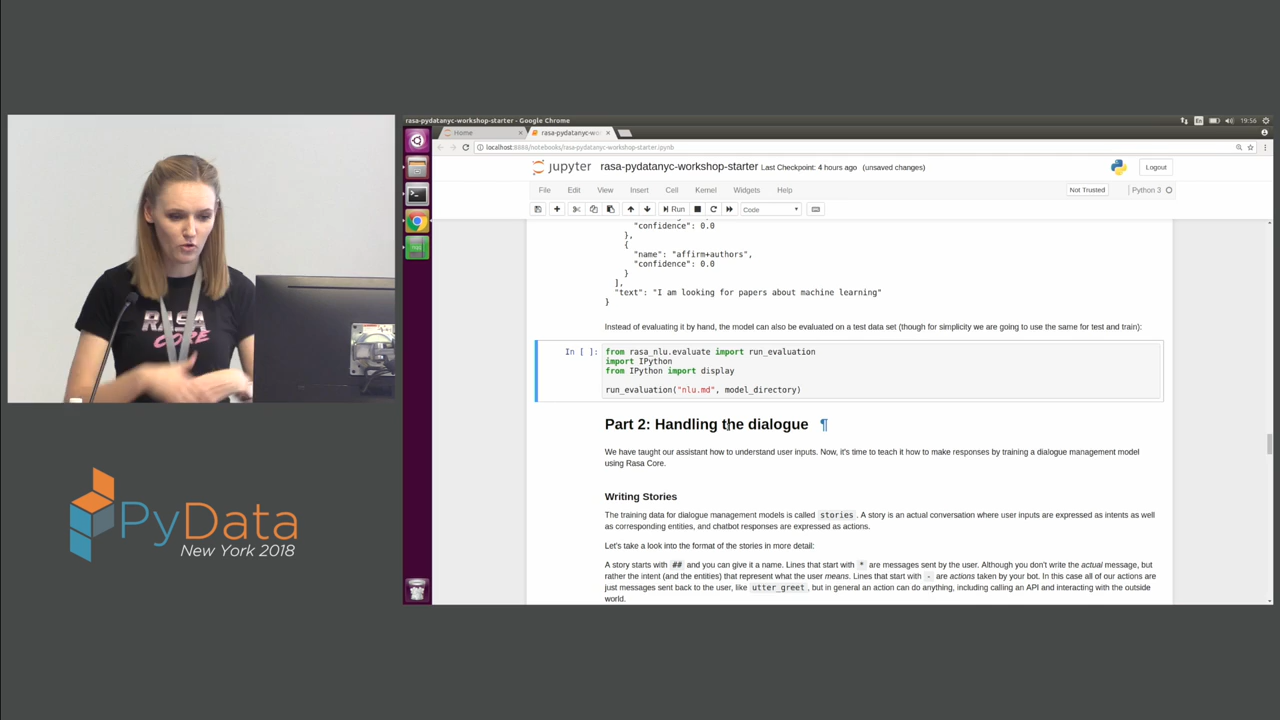 RASA
CORE
PyData
New York 2018
rasa-pydatanyc-workshop-starter - Google Chrome
En
19:56
Home
rasa-pydatanyc-wo
localhost:8888/notebooks/rasa-pydatanyc-workshop-starter.ipynb
jupyter rasa-pydatanyc-workshop-starter Last Checkpoint: 4 hours ago (unsaved changes)
Logout
File Edit View Insert Cell Kernel Widgets Help
Not Trusted
Python 3
Run
Code
"confidence": 0.0
},
{
"name": "affirm+authors",
"confidence": 0.0
}
],
"text": "I am looking for papers about machine learning"
}
Instead of evaluating it by hand, the model can also be evaluated on a test data set (though for simplicity we are going to use the same for test and train):
In [ ]:
from rasa_nlu.evaluate import run_evaluation
import IPython
from IPython import display
run_evaluation("nlu.md", model_directory)
Part 2: Handling the dialogue ¶
We have taught our assistant how to understand user inputs. Now, it's time to teach it how to make responses by training a dialogue management model
using Rasa Core.
Writing Stories
The training data for dialogue management models is called stories . A story is an actual conversation where user inputs are expressed as intents as well
as corresponding entities, and chatbot responses are expressed as actions.
Let's take a look into the format of the stories in more detail:
A story starts with ## and you can give it a name. Lines that start with * are messages sent by the user. Although you don't write the actual message, but
rather the intent (and the entities) that represent what the user means. Lines that start with - are actions taken by your bot. In this case all of our actions are
just messages sent back to the user, like utter_greet , but in general an action can do anything, including calling an API and interacting with the outside
world.